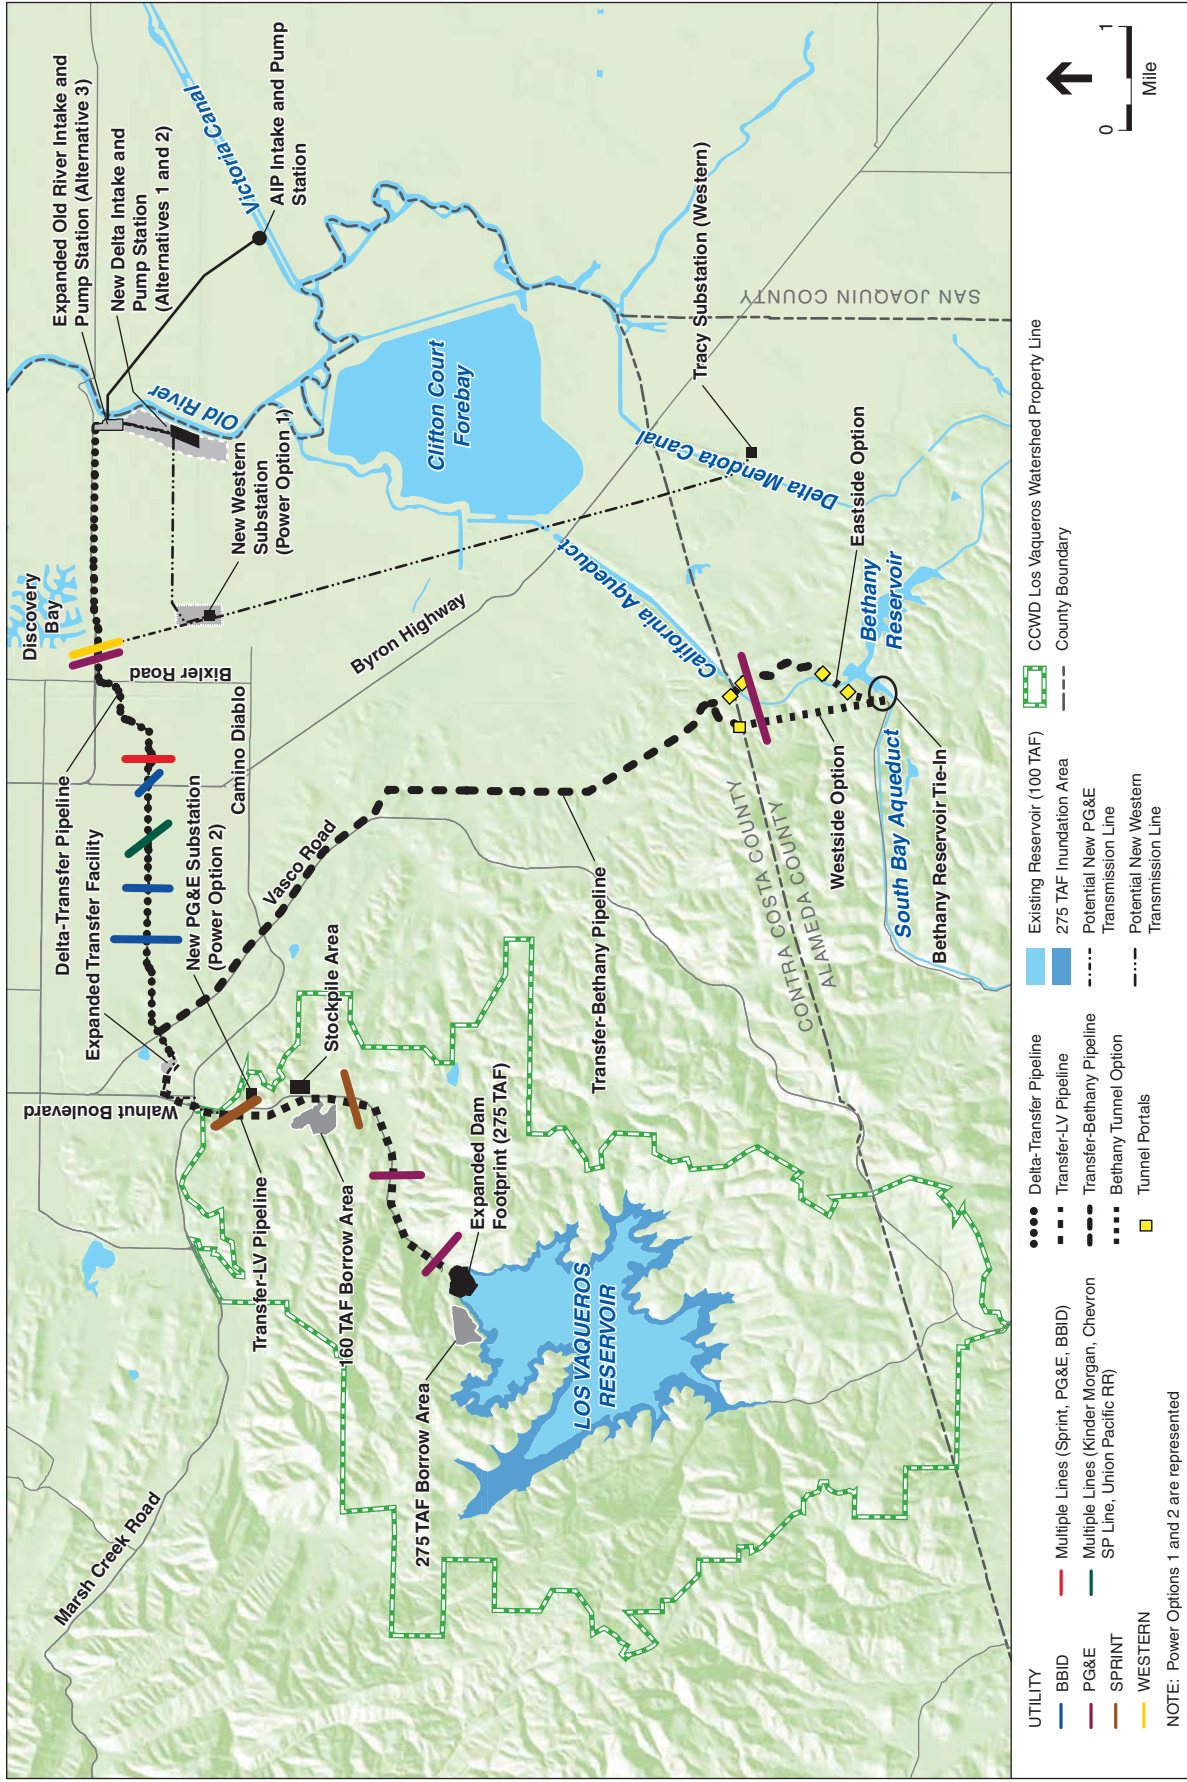 Marsh Creek Road
Walnut Boulevard
Expanded Transfer Facility
Delta-Transfer Pipeline
Discovery
Bay
Expanded Old River Intake and
Pump Station (Alternative 3)
New Delta Intake and
Pump Station
(Alternatives 1 and 2)
Victoria Canal
AIP Intake and Pump
Station
Old River
New Western
Substation
(Power Option 1)
Bixler Road
Camino Diablo
New PG&E Substation
(Power Option 2)
Vasco Road
Byron Highway
Stockpile Area
Transfer-LV Pipeline
160 TAF Borrow Area
275 TAF Borrow Area
Expanded Dam
Footprint (275 TAF)
LOS VAQUEROS
RESERVOIR
Clifton Court
Forebay
California Aqueduct
Delta Mendota Canal
Tracy Substation (Western)
SAN JOAQUIN COUNTY
Transfer-Bethany Pipeline
CONTRA COSTA COUNTY
ALAMEDA COUNTY
Westside Option
Eastside Option
Bethany
Reservoir
South Bay Aqueduct
Bethany Reservoir Tie-In
UTILITY
BBID
PG&E
SPRINT
WESTERN
Multiple Lines (Sprint, PG&E, BBID)
Multiple Lines (Kinder Morgan, Chevron
SP Line, Union Pacific RR)
Delta-Transfer Pipeline
Transfer-LV Pipeline
Transfer-Bethany Pipeline
Bethany Tunnel Option
Tunnel Portals
Existing Reservoir (100 TAF)
275 TAF Inundation Area
Potential New PG&E
Transmission Line
Potential New Western
Transmission Line
CCWD Los Vaqueros Watershed Property Line
County Boundary
0 1
Mile
NOTE: Power Options 1 and 2 are represented